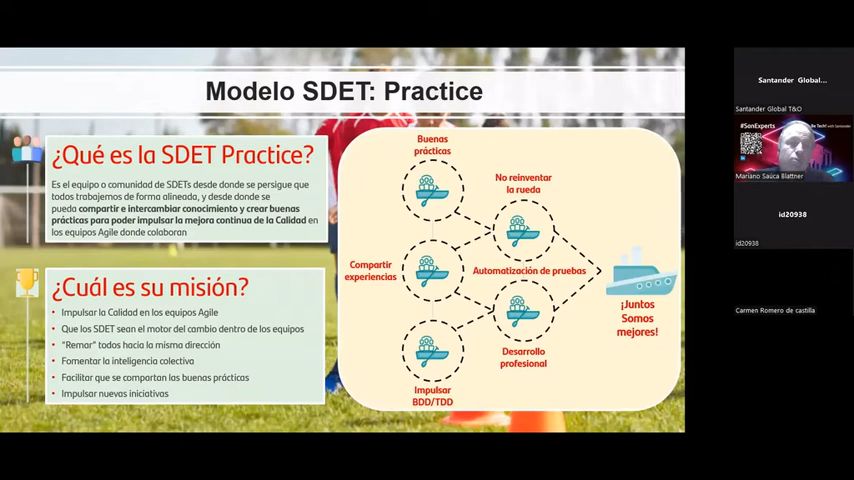 Modelo SDET: Practice
¿Qué es la SDET Practice?
Es el equipo o comunidad de SDETs desde donde se persigue que
todos trabajemos de forma alineada, y desde donde se
pueda compartir e intercambiar conocimiento y crear buenas
prácticas para poder impulsar la mejora continua de la Calidad en
los equipos Agile donde colaboran
¿Cuál es su misión?
• Impulsar la Calidad en los equipos Agile
• Que los SDET sean el motor del cambio dentro de los equipos
• "Remar" todos hacia la misma dirección
• Fomentar la inteligencia colectiva
• Facilitar que se compartan las buenas prácticas
• Impulsar nuevas iniciativas
Buenas
prácticas
No reinventar
la rueda
Compartir
experiencias
Automatización de pruebas
Desarrollo
profesional
Impulsar
BDD/TDD
¡Juntos
Somos
mejores!
Santander Global...
Santander Global T&O
#SanExperts
Be Tech! with Santander
Mariano Saúca Blattner
id20938
id20938
Carmen Romero de castilla